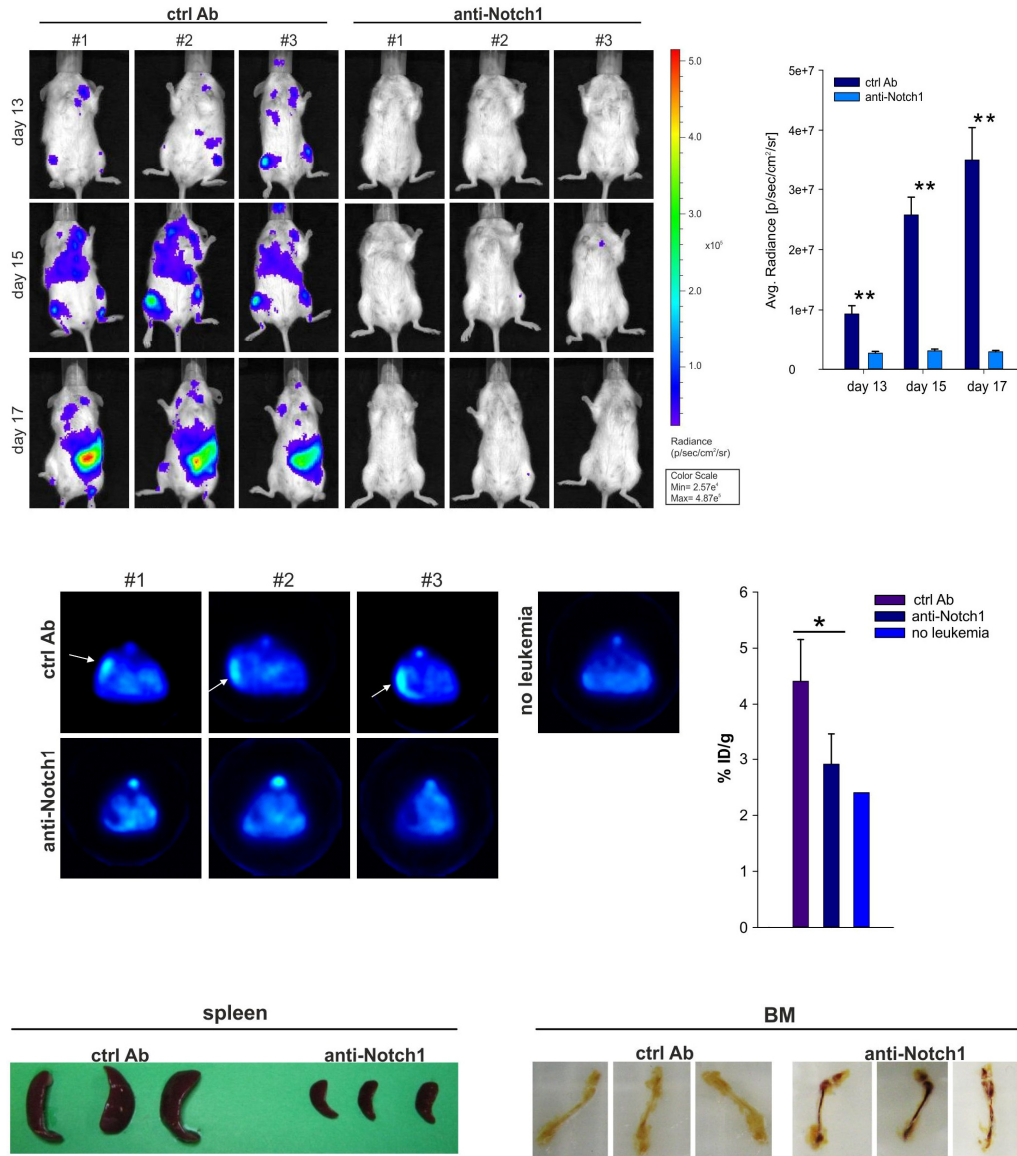 ctrl Ab
anti-Notch1
#1
#2
#3
#1
#2
#3
day 13
day 15
day 17
5.0
4.0
3.0
x10⁵
2.0
1.0
Radiance
(p/sec/cm²/sr)
Color Scale
Min= 2.57e⁴
Max= 4.87e⁵
5e+7
4e+7
3e+7
2e+7
1e+7
0
Avg. Radiance [p/sec/cm²/sr]
ctrl Ab
anti-Notch1
**
**
**
day 13
day 15
day 17
#1
#2
#3
ctrl Ab
anti-Notch1
no leukemia
6
5
4
3
2
1
0
% ID/g
ctrl Ab
anti-Notch1
no leukemia
*
spleen
ctrl Ab
anti-Notch1
BM
ctrl Ab
anti-Notch1